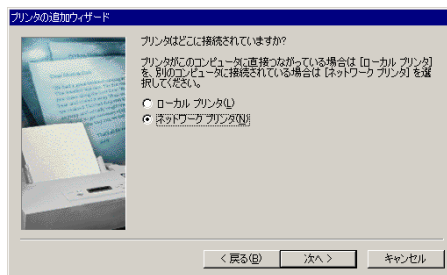 プリンタの追加ウィザード
プリンタはどこに接続されていますか?
プリンタがこのコンピュータに直接つながっている場合は [ローカル プリンタ]
を、別のコンピュータに接続されている場合は [ネットワーク プリンタ] を選
択してください。
ローカル プリンタ(L)
ネットワーク プリンタ(N)
< 戻る(B)
次へ >
キャンセル